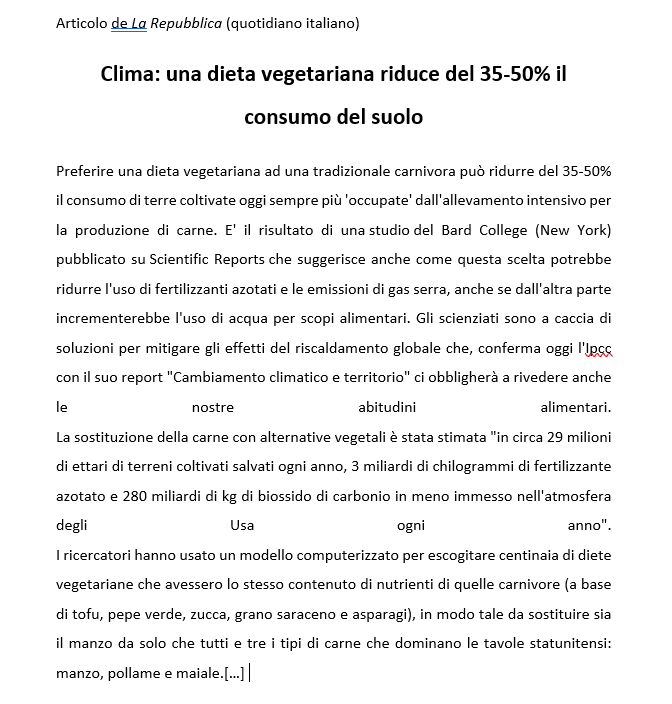 Articolo de La Repubblica (quotidiano italiano)
Clima: una dieta vegetariana riduce del 35-50% il
consumo del suolo
Preferire una dieta vegetariana ad una tradizionale carnivora può ridurre del 35-50%
il consumo di terre coltivate oggi sempre più 'occupate' dall'allevamento intensivo per
la produzione di carne. E' il risultato di una studio del Bard College (New York)
pubblicato su Scientific Reports che suggerisce anche come questa scelta potrebbe
ridurre l'uso di fertilizzanti azotati e le emissioni di gas serra, anche se dall'altra parte
incrementerebbe l'uso di acqua per scopi alimentari. Gli scienziati sono a caccia di
soluzioni per mitigare gli effetti del riscaldamento globale che, conferma oggi l'Ipcc
con il suo report "Cambiamento climatico e territorio" ci obbligherà a rivedere anche
le nostre abitudini alimentari.
La sostituzione della carne con alternative vegetali è stata stimata "in circa 29 milioni
di ettari di terreni coltivati salvati ogni anno, 3 miliardi di chilogrammi di fertilizzante
azotato e 280 miliardi di kg di biossido di carbonio in meno immesso nell'atmosfera
degli Usa ogni anno".
I ricercatori hanno usato un modello computerizzato per escogitare centinaia di diete
vegetariane che avessero lo stesso contenuto di nutrienti di quelle carnivore (a base
di tofu, pepe verde, zucca, grano saraceno e asparagi), in modo tale da sostituire sia
il manzo da solo che tutti e tre i tipi di carne che dominano le tavole statunitensi:
manzo, pollame e maiale.[…]